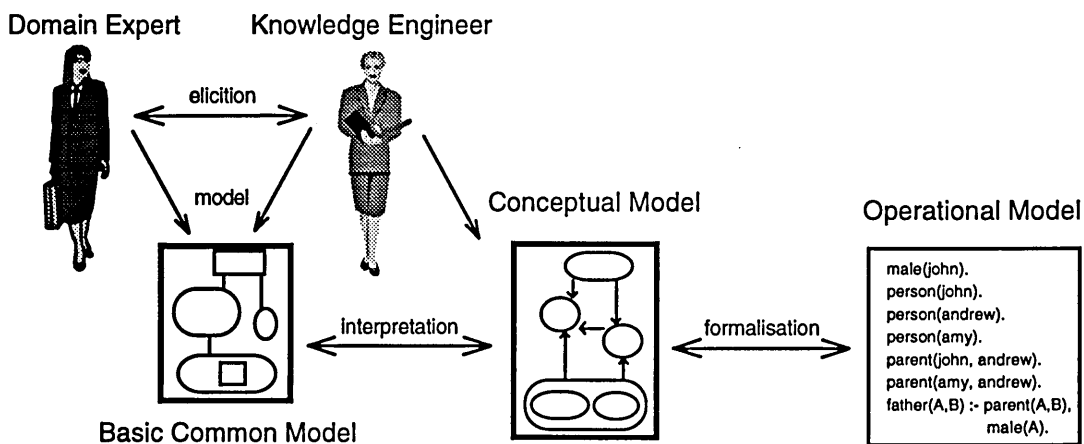 Domain Expert
Knowledge Engineer
elicition
model
Conceptual Model
Operational Model
interpretation
formalisation
male(john).
person(john).
person(andrew).
person(amy).
parent(john, andrew).
parent(amy, andrew).
father(A,B) :- parent(A,B),
male(A).
Basic Common Model